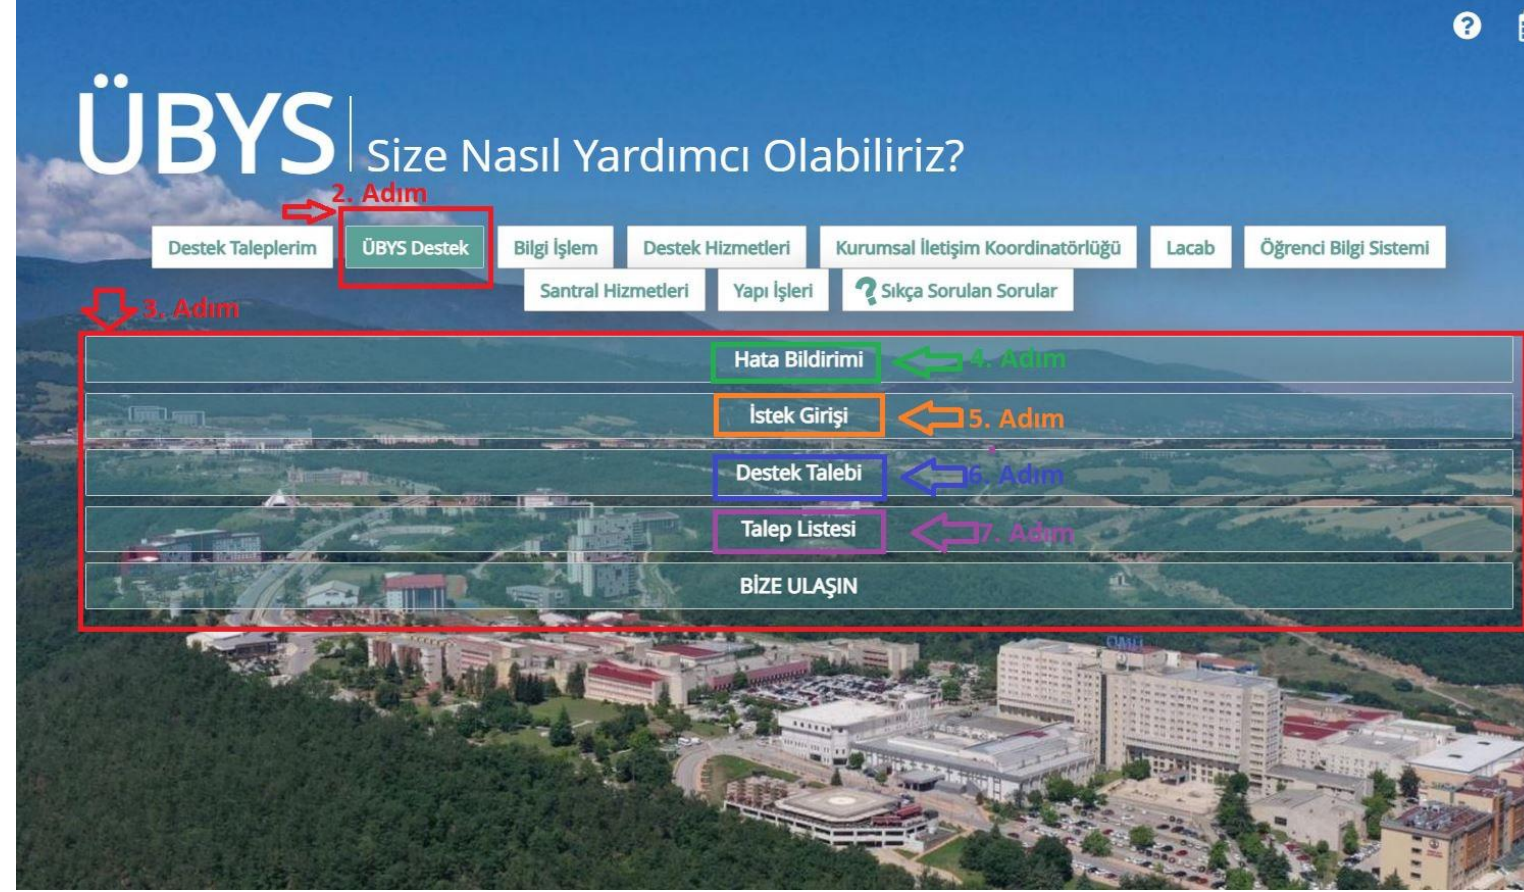 ÜBYS
Size Nasıl Yardımcı Olabiliriz?
2. Adım
Destek Taleplerim
ÜBYS Destek
Bilgi İşlem
Destek Hizmetleri
Kurumsal İletişim Koordinatörlüğü
Lacab
Öğrenci Bilgi Sistemi
Santral Hizmetleri
Yapı İşleri
? Sıkça Sorulan Sorular
3. Adım
Hata Bildirimi
4. Adım
İstek Girişi
5. Adım
Destek Talebi
6. Adım
Talep Listesi
7. Adım
BİZE ULAŞIN
OMU